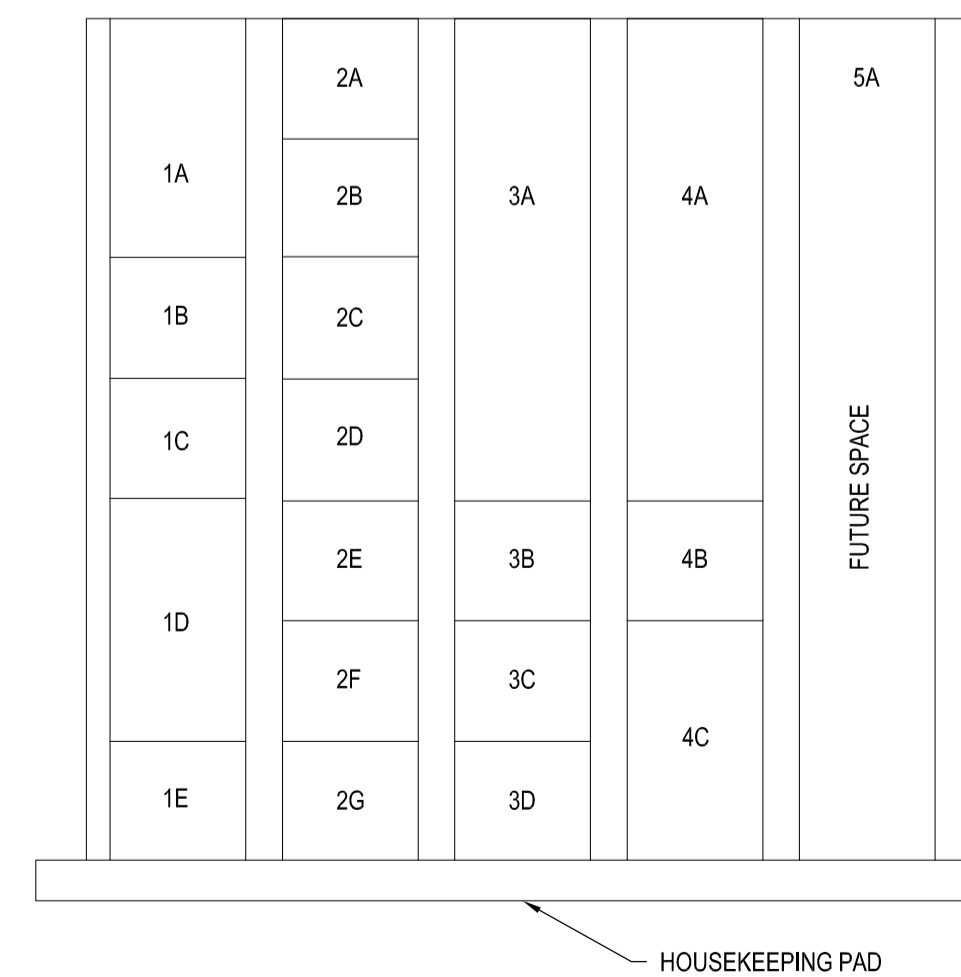 1A
1B
1C
1D
1E
2A
2B
2C
2D
2E
2F
2G
3A
3B
3C
3D
4A
4B
4C
5A
FUTURE SPACE
HOUSEKEEPING PAD